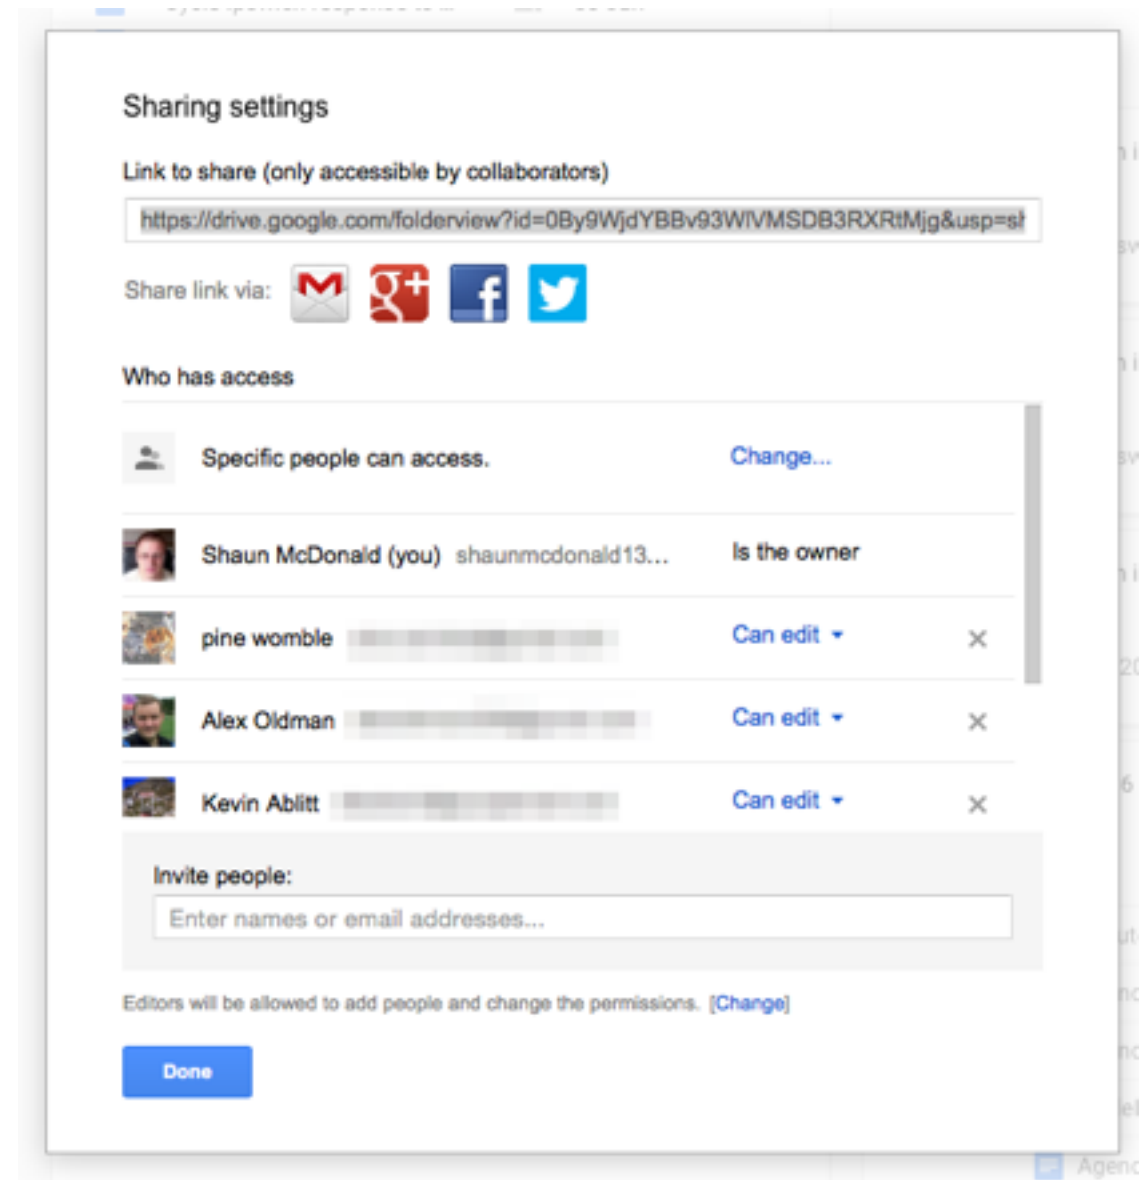 Sharing settings
Link to share (only accessible by collaborators)
https://drive.google.com/folderview?id=0By9WjdYBBv93WlVMSDB3RXRtMjg&usp=sh
Share link via:
Who has access
Specific people can access. Change...
Shaun McDonald (you) shaunmcdonald13... Is the owner
pine womble Can edit
Alex Oldman Can edit
Kevin Ablitt Can edit
Invite people:
Enter names or email addresses...
Editors will be allowed to add people and change the permissions. [Change]
Done
Agenc